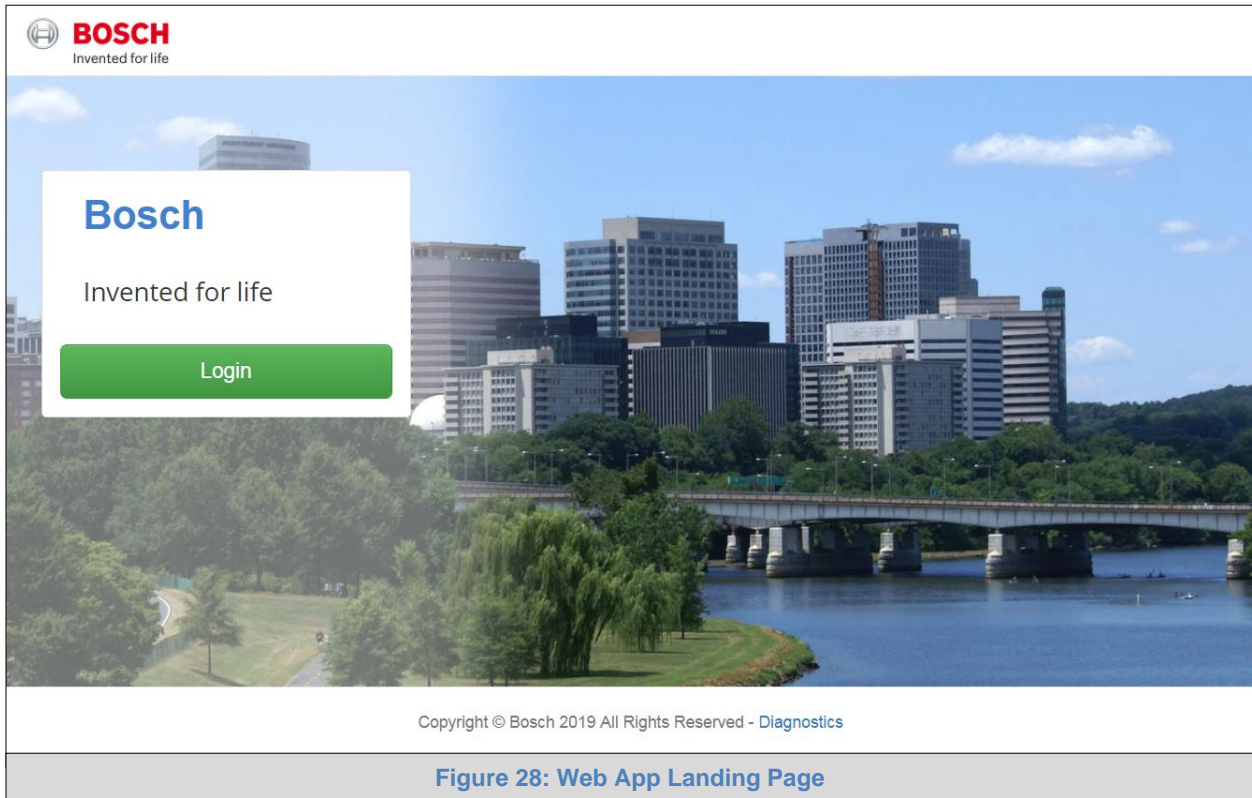 BOSCH
Invented for life
Bosch
Invented for life
Login
Copyright © Bosch 2019 All Rights Reserved - Diagnostics
Figure 28: Web App Landing Page